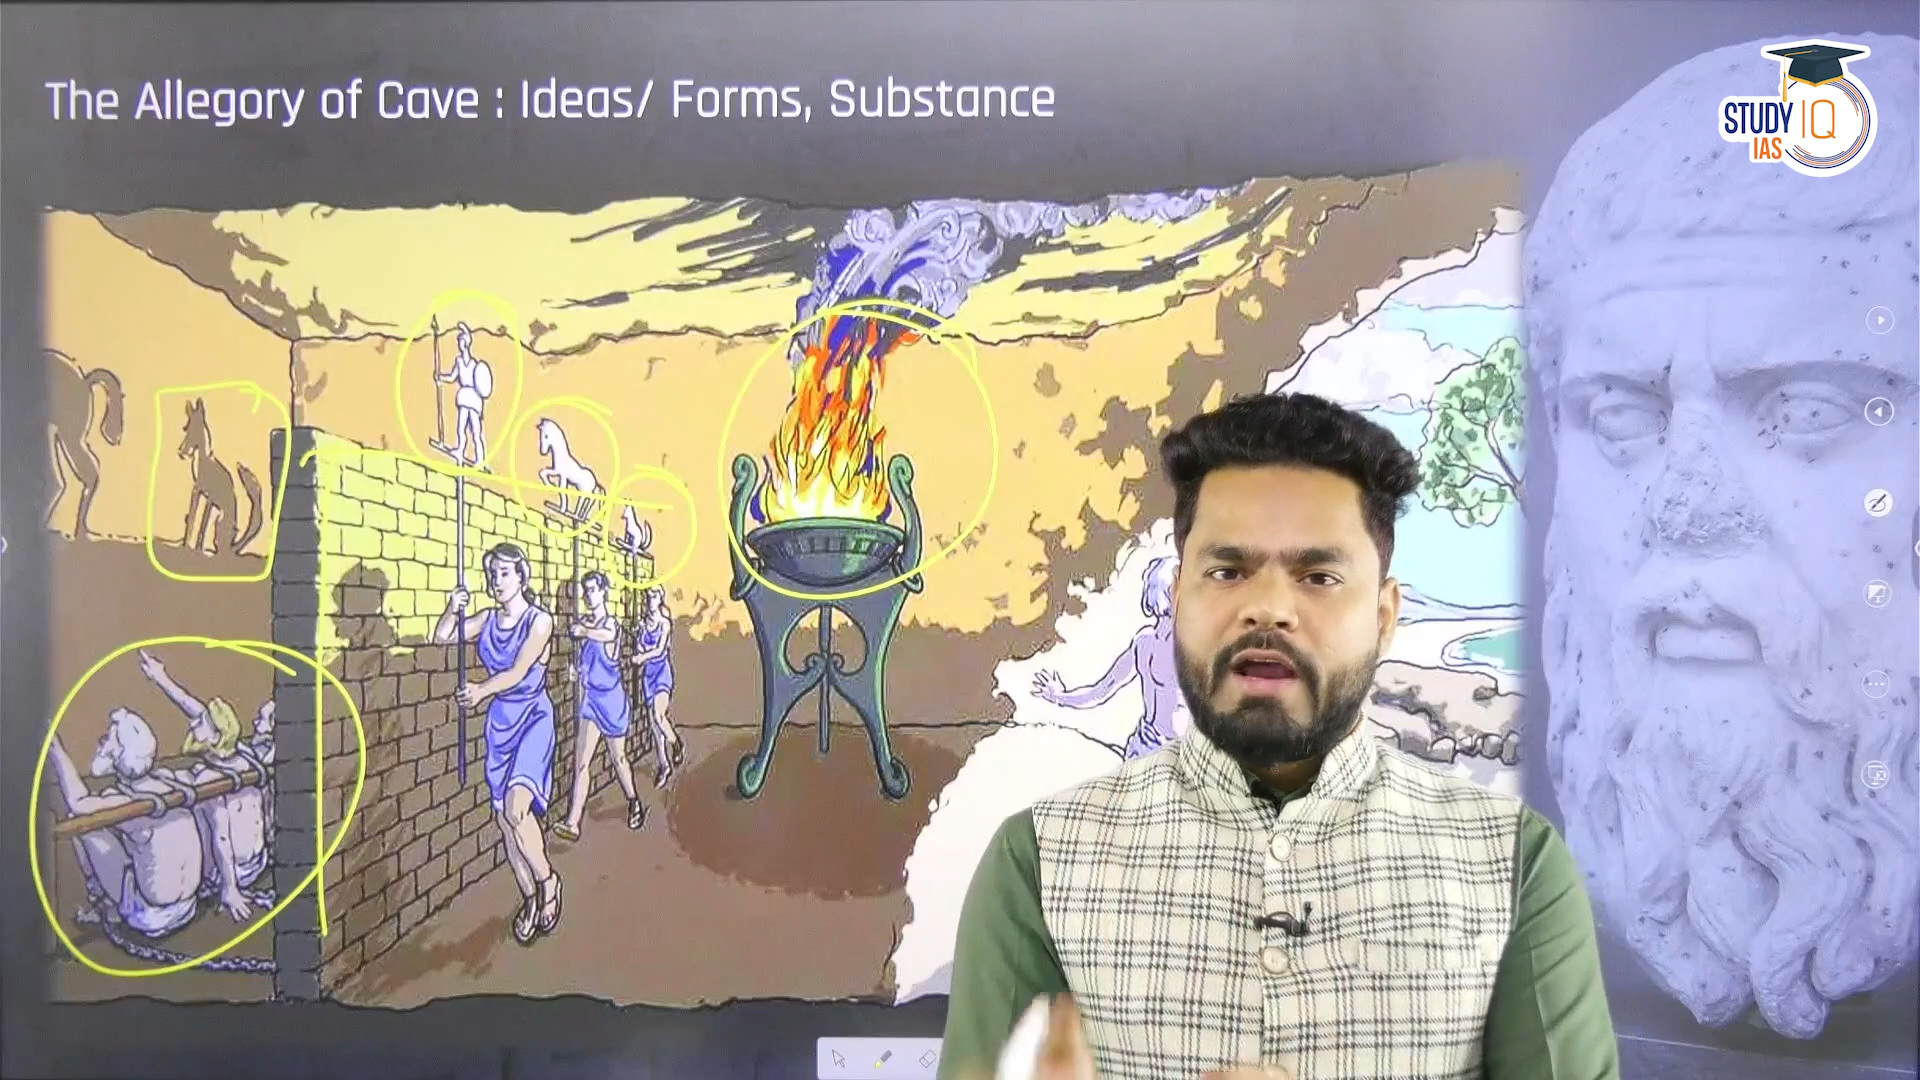 The Allegory of Cave : Ideas/ Forms, Substance
STUDY IQ
IAS